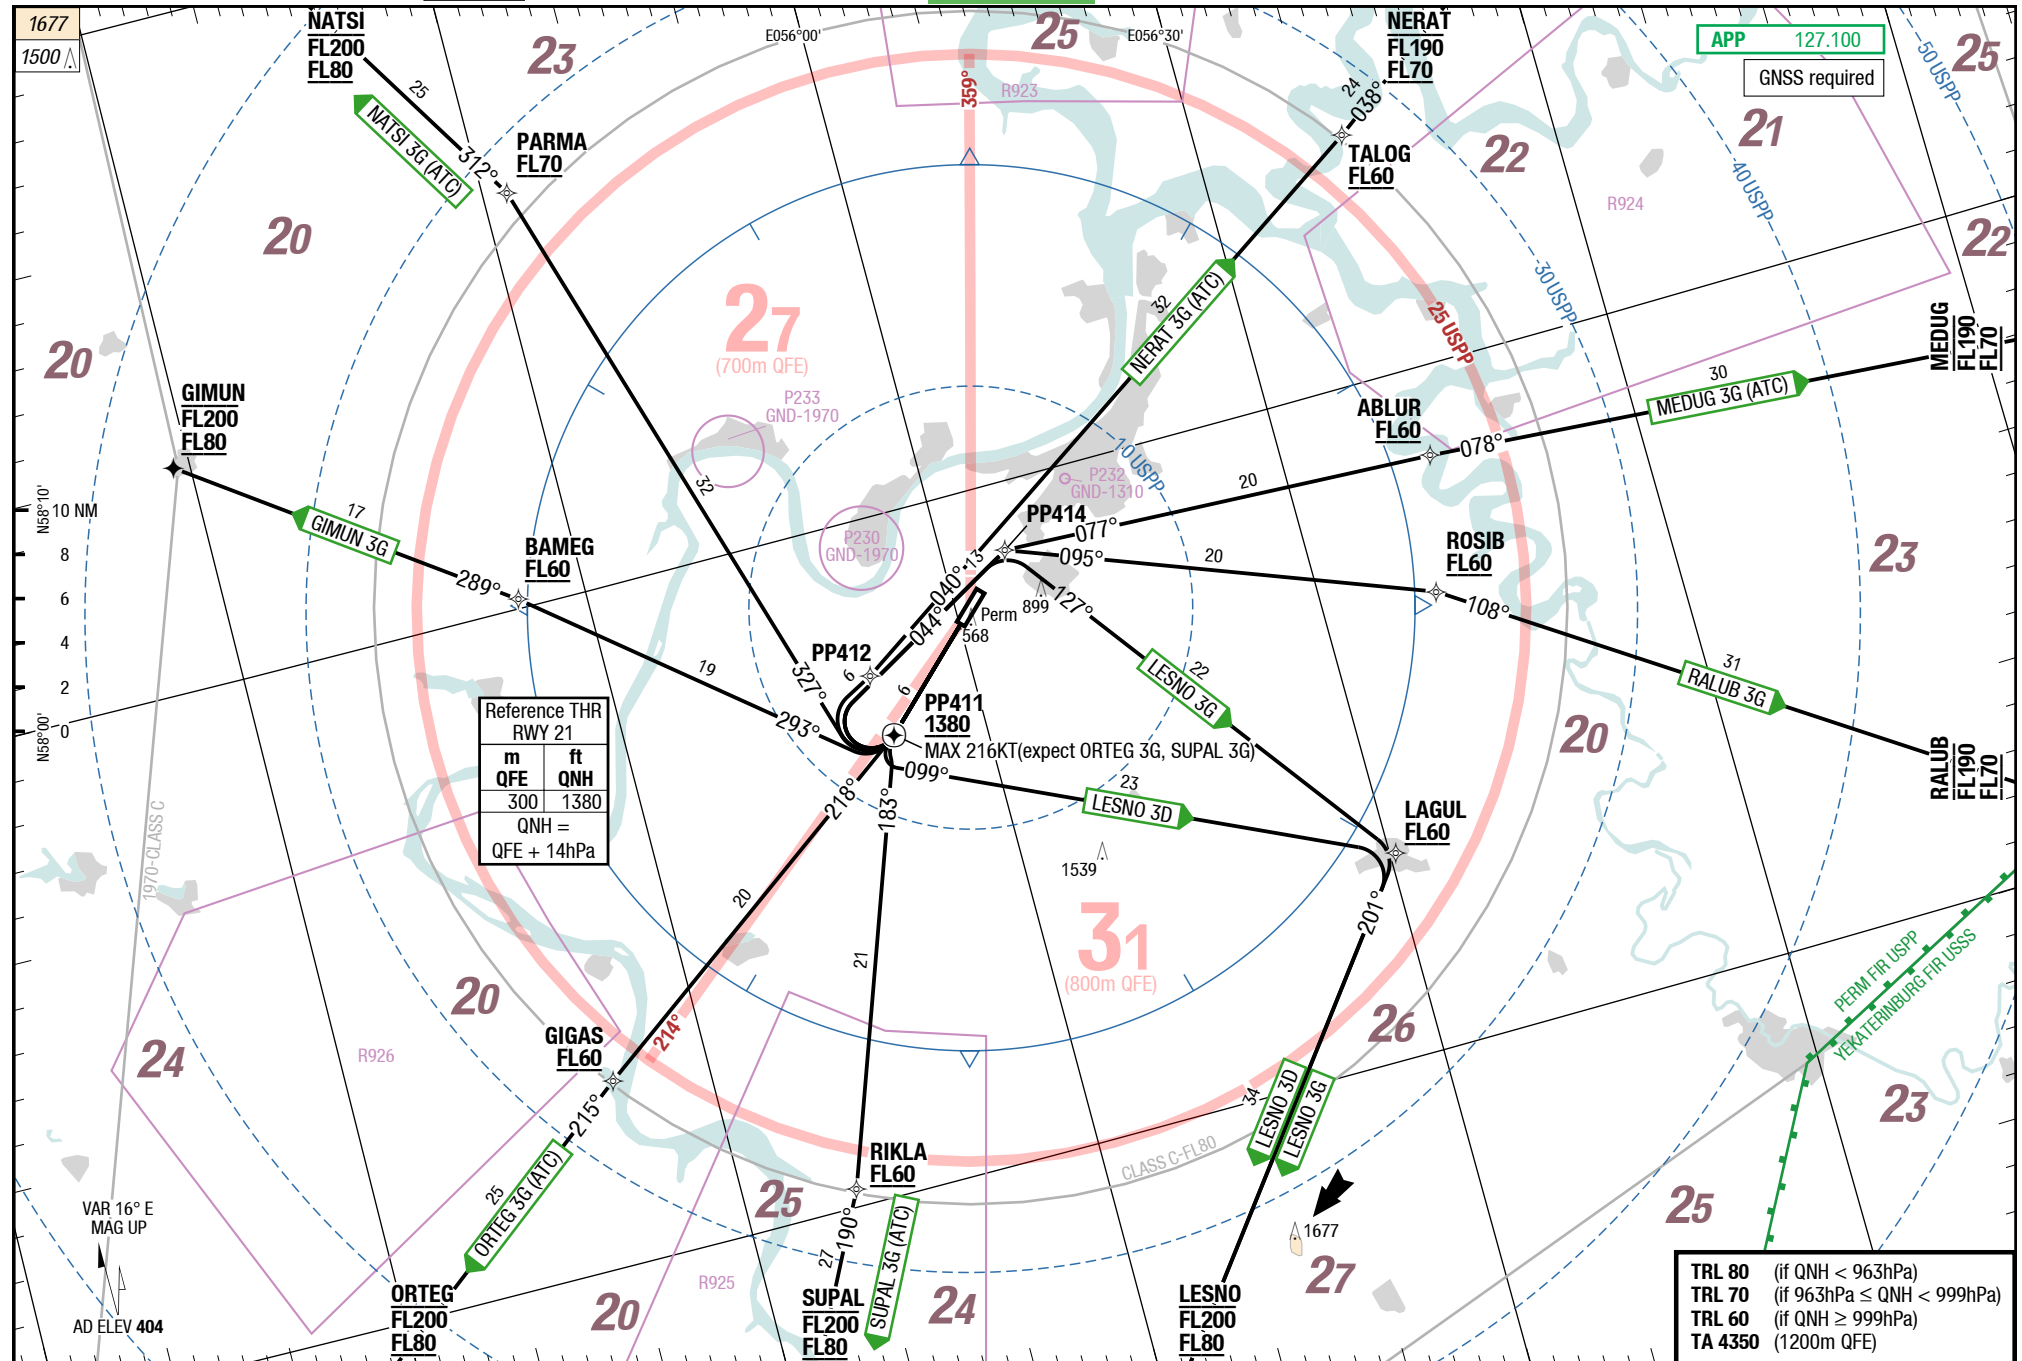 1677
1500
NATSI
FL200
FL80
23
E056°00'
25
E056°30'
NERAT
FL190
FL70
APP 127.100
GNSS required
50 USPP
25
25
NATSI 3G (ATC)
312°
PARMA
FL70
359°
R923
24
038°
TALOG
FL60
22
21
40 USPP
R924
22
20
20
27
(700m QFE)
P233
GND-1970
32
NERAT 3G (ATC)
30 USPP
25 USPP
MEDUG
FL190
FL70
30
MEDUG 3G (ATC)
GIMUN
FL200
FL80
ABLUR
FL60
078°
10 USPP
P232
GND-1310
20
32
N58°10'
10 NM
8
6
4
2
0
N58°00'
17
GIMUN 3G
289°
BAMEG
FL60
P230
GND-1970
PP414
077°
095°
20
ROSIB
FL60
108°
23
13
040°
044°
Perm
568
899
127°
PP412
6
6
19
327°
293°
22
LESNO 3G
31
RALUB 3G
20
RALUB
FL190
FL70
PP411
1380
MAX 216KT(expect ORTEG 3G, SUPAL 3G)
Reference THR
RWY 21
m ft
QFE QNH
300 1380
QNH =
QFE + 14hPa
218°
183°
099°
23
LESNO 3D
LAGUL
FL60
1539
201°
1970-CLASS C
20
21
31
(800m QFE)
PERM FIR USPP
YEKATERINBURG FIR USSS
20
24
R926
GIGAS
FL60
214°
215°
26
34
LESNO 3D
LESNO 3G
23
CLASS C-FL80
RIKLA
FL60
25
25
ORTEG 3G (ATC)
190°
27
SUPAL 3G (ATC)
1677
27
25
VAR 16° E
MAG UP
AD ELEV 404
ORTEG
FL200
FL80
20
R925
SUPAL
FL200
FL80
24
LESNO
FL200
FL80
TRL 80 (if QNH < 963hPa)
TRL 70 (if 963hPa ≤ QNH < 999hPa)
TRL 60 (if QNH ≥ 999hPa)
TA 4350 (1200m QFE)